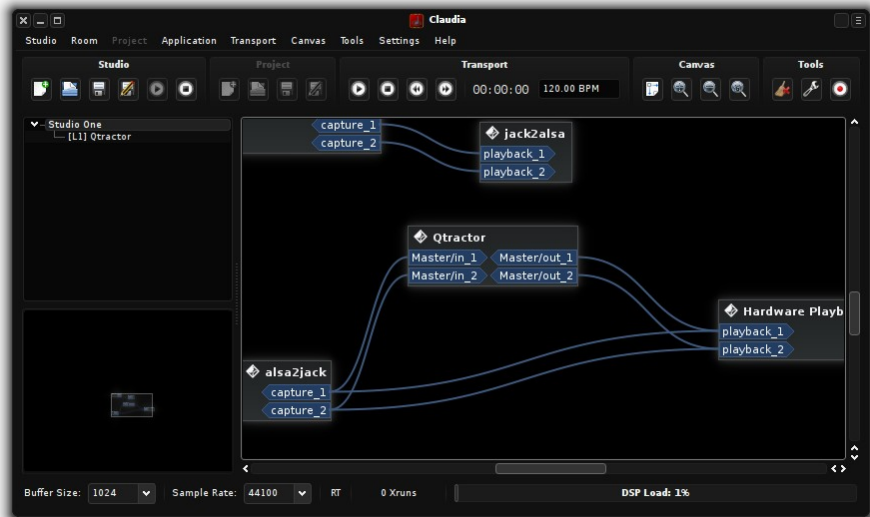 Claudia
Studio Room Project Application Transport Canvas Tools Settings Help
Studio Project Transport Canvas Tools
00:00:00 120.00 BPM
Studio One
[L1] Qtractor
capture_1
capture_2
jack2alsa
playback_1
playback_2
Qtractor
Master/in_1 Master/out_1
Master/in_2 Master/out_2
Hardware Playb
playback_1
playback_2
alsa2jack
capture_1
capture_2
Buffer Size: 1024 Sample Rate: 44100 RT 0 Xruns DSP Load: 1%